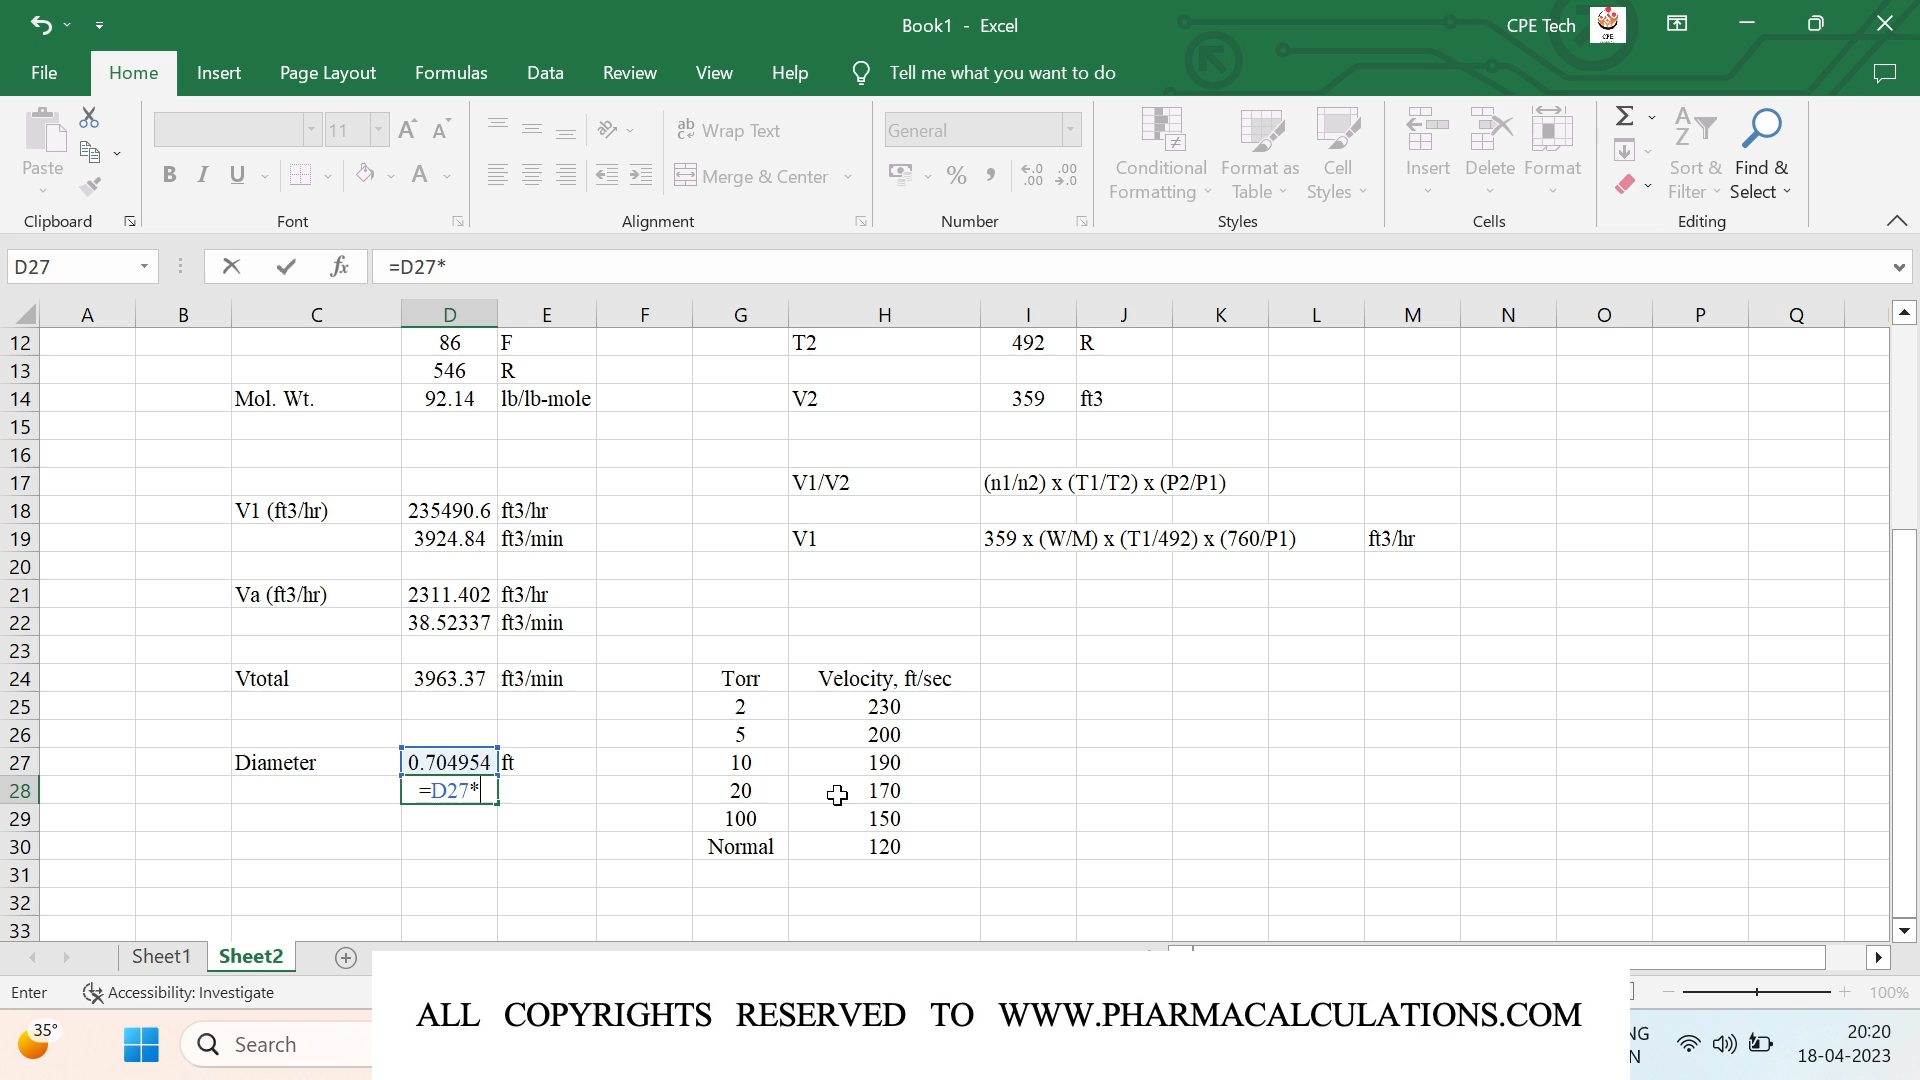 Book1 - Excel
CPE Tech
CPE
File Home Insert Page Layout Formulas Data Review View Help Tell me what you want to do
Paste
11
ab Wrap Text
Merge & Center
General
Conditional Formatting
Format as Table
Cell Styles
Insert Delete Format
Sort & Filter
Find & Select
Clipboard Font Alignment Number Styles Cells Editing
D27 fx =D27*
A B C D E F G H I J K L M N O P Q
12 86 F T2 492 R
13 546 R
14 Mol. Wt. 92.14 lb/lb-mole V2 359 ft3
15
16
17 V1/V2 (n1/n2) x (T1/T2) x (P2/P1)
18 V1 (ft3/hr) 235490.6 ft3/hr
19 3924.84 ft3/min V1 359 x (W/M) x (T1/492) x (760/P1) ft3/hr
20
21 Va (ft3/hr) 2311.402 ft3/hr
22 38.52337 ft3/min
23
24 Vtotal 3963.37 ft3/min Torr Velocity, ft/sec
25 2 230
26 5 200
27 Diameter 0.704954 ft 10 190
28 =D27* 20 170
29 100 150
30 Normal 120
31
32
33
Sheet1 Sheet2
Enter Accessibility: Investigate 100%
ALL COPYRIGHTS RESERVED TO WWW.PHARMACALCULATIONS.COM
35° Search
20:20
18-04-2023